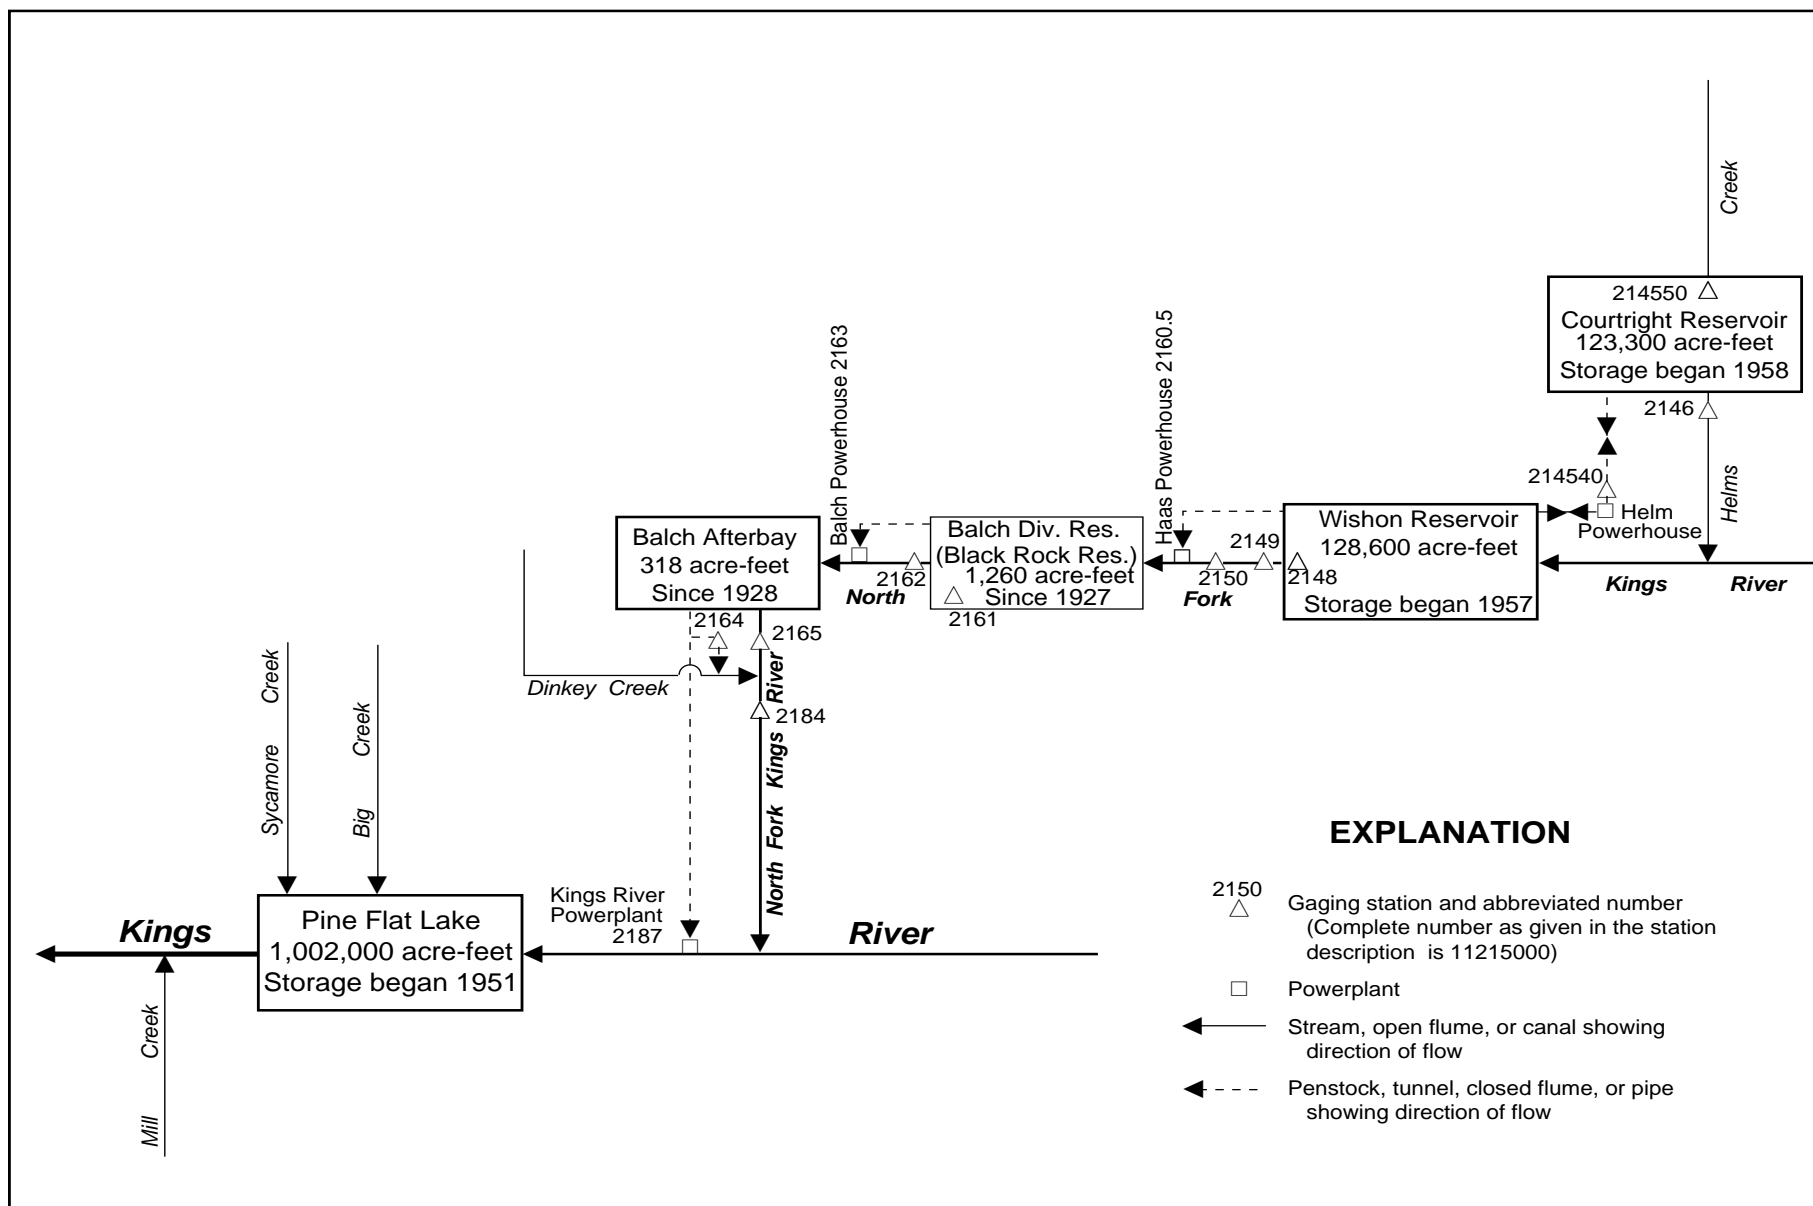 Creek
214550
Courtright Reservoir
123,300 acre-feet
Storage began 1958
2146
Helms
214540
Helm
Powerhouse
Wishon Reservoir
128,600 acre-feet
2148
Storage began 1957
Kings River
Haas Powerhouse 2160.5
2149
2150
Fork
Balch Div. Res.
(Black Rock Res.)
1,260 acre-feet
Since 1927
2161
Balch Powerhouse 2163
2162
North
Balch Afterbay
318 acre-feet
Since 1928
2164
2165
Dinkey Creek
2184
North Fork Kings River
Sycamore Creek
Big Creek
Kings River
Powerplant
2187
River
Pine Flat Lake
1,002,000 acre-feet
Storage began 1951
Kings
Mill Creek
EXPLANATION
2150
Gaging station and abbreviated number
(Complete number as given in the station
description is 11215000)
Powerplant
Stream, open flume, or canal showing
direction of flow
Penstock, tunnel, closed flume, or pipe
showing direction of flow